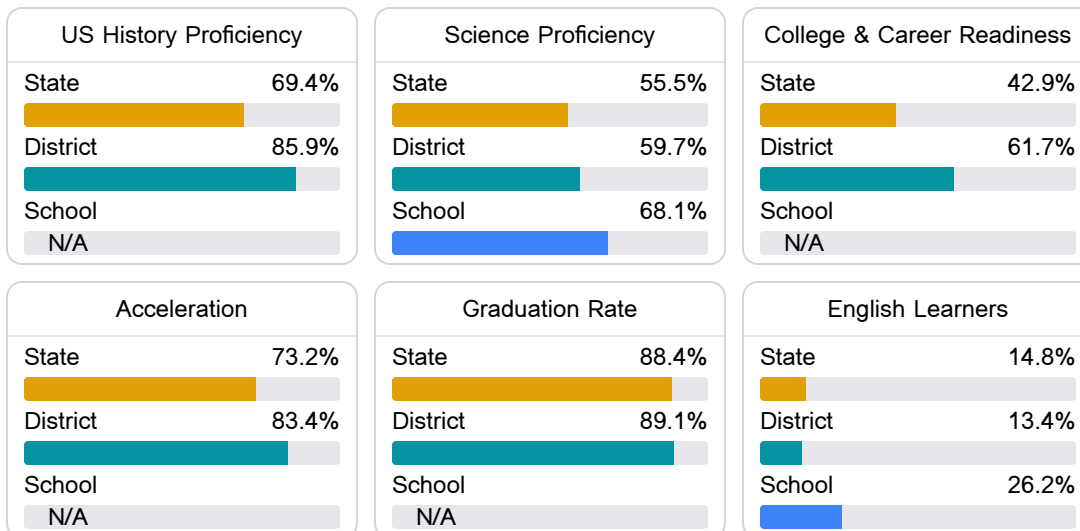 US History Proficiency
State 69.4%
District 85.9%
School
N/A
Science Proficiency
State 55.5%
District 59.7%
School 68.1%
College & Career Readiness
State 42.9%
District 61.7%
School
N/A
Acceleration
State 73.2%
District 83.4%
School
N/A
Graduation Rate
State 88.4%
District 89.1%
School
N/A
English Learners
State 14.8%
District 13.4%
School 26.2%